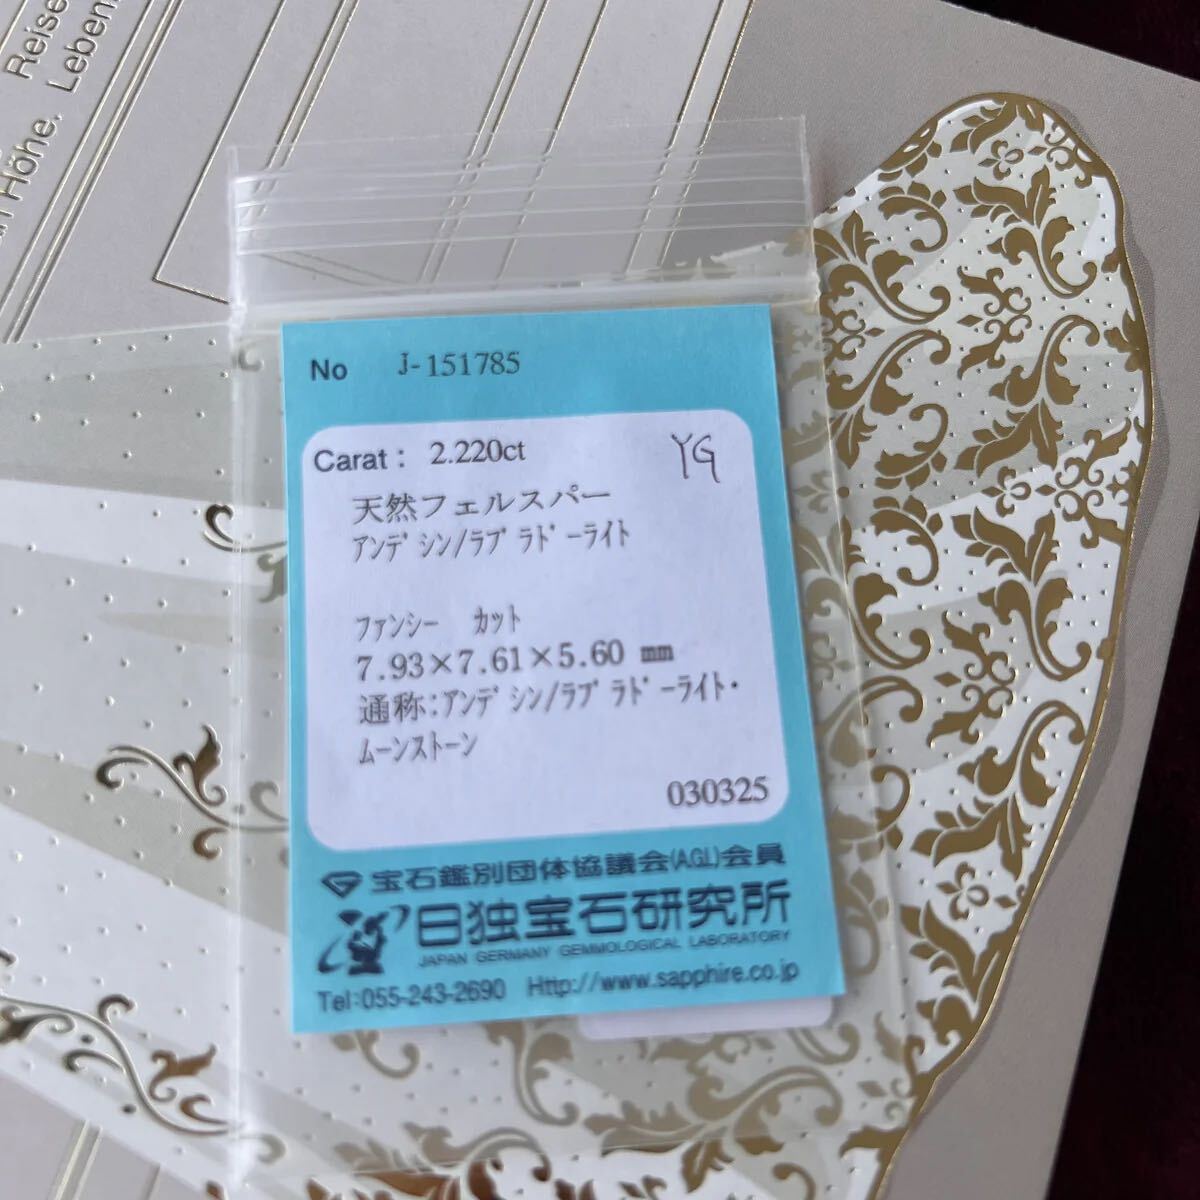 Reise
Leben
an Höhe,
No J-151785
Carat : 2.220ct YG
天然フェルスパー
ｱﾝﾃﾞｼﾝ/ﾗﾌﾞﾗﾄﾞｰﾗｲﾄ
ﾌｧﾝｼｰ ｶｯﾄ
7.93×7.61×5.60 ㎜
通称:ｱﾝﾃﾞｼﾝ/ﾗﾌﾞﾗﾄﾞｰﾗｲﾄ･
ﾑｰﾝｽﾄｰﾝ
030325
宝石鑑別団体協議会(AGL)会員
日独宝石研究所
JAPAN GERMANY GEMMOLOGICAL LABORATORY
Tel:055-243-2690 Http://www.sapphire.co.jp